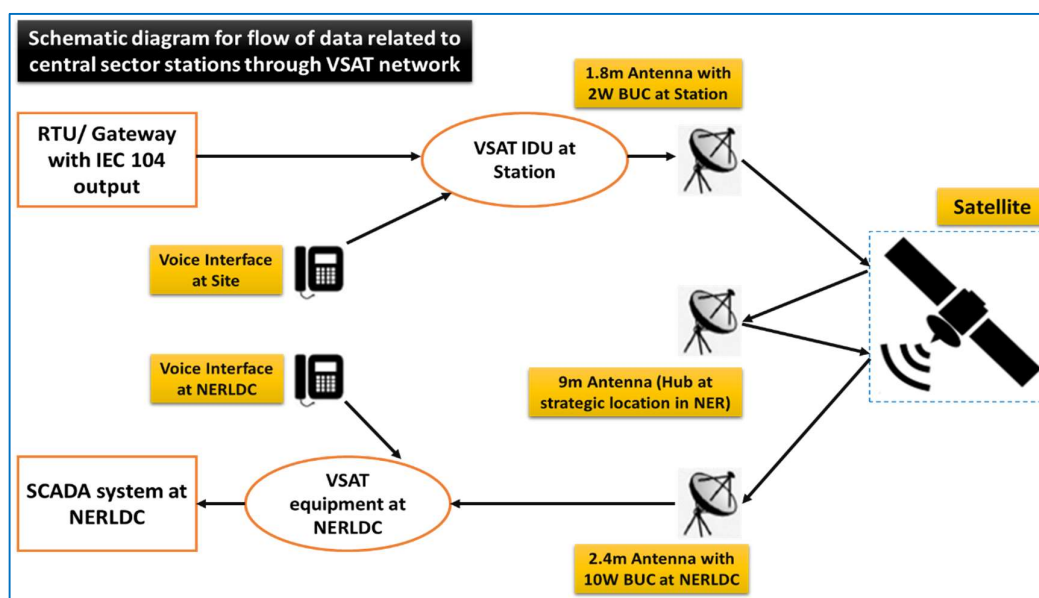 Schematic diagram for flow of data related to
central sector stations through VSAT network
1.8m Antenna with
2W BUC at Station
RTU/ Gateway
with IEC 104
output
VSAT IDU at
Station
Satellite
Voice Interface
at Site
Voice Interface
at NERLDC
9m Antenna (Hub at
strategic location in NER)
SCADA system at
NERLDC
VSAT
equipment at
NERLDC
2.4m Antenna with
10W BUC at NERLDC